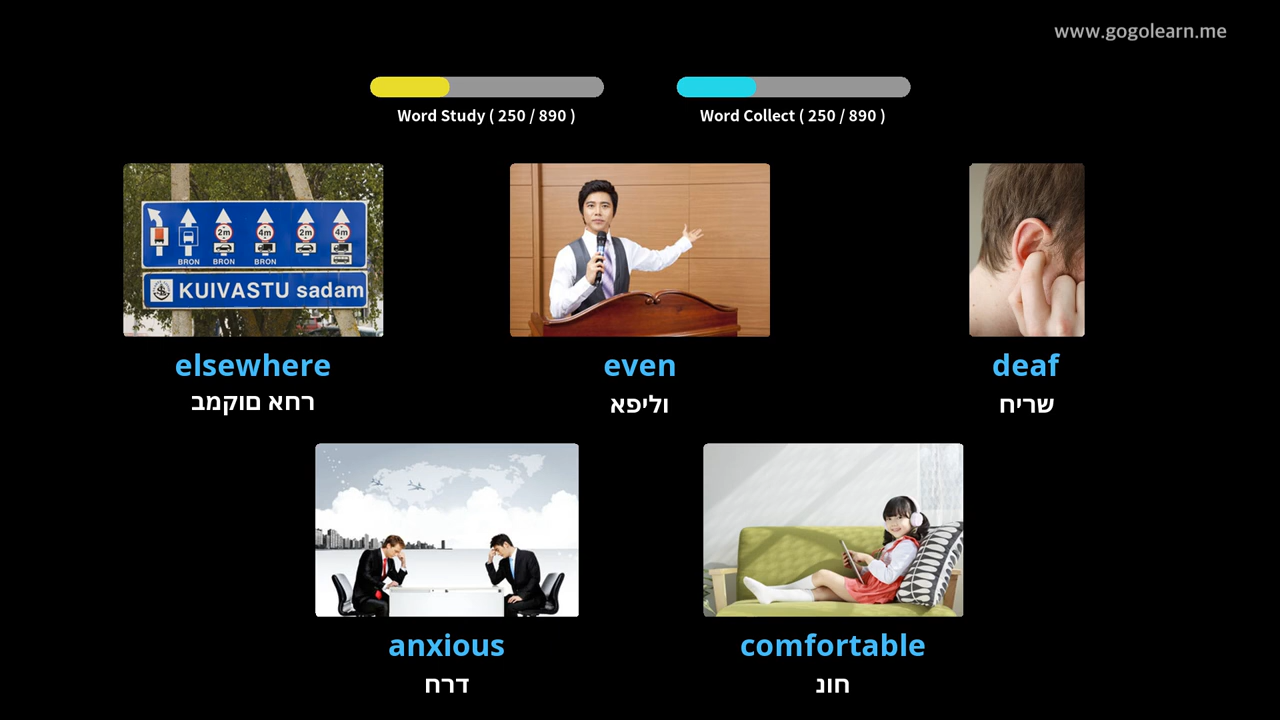 www.gogolearn.me
Word Study ( 250 / 890 )
Word Collect ( 250 / 890 )
BRON
BRON
BRON
2m
4m
2m
4m
KUIVASTU sadam
elsewhere
רחא םוקמב
even
וליפא
deaf
שריח
anxious
דרח
comfortable
חונ